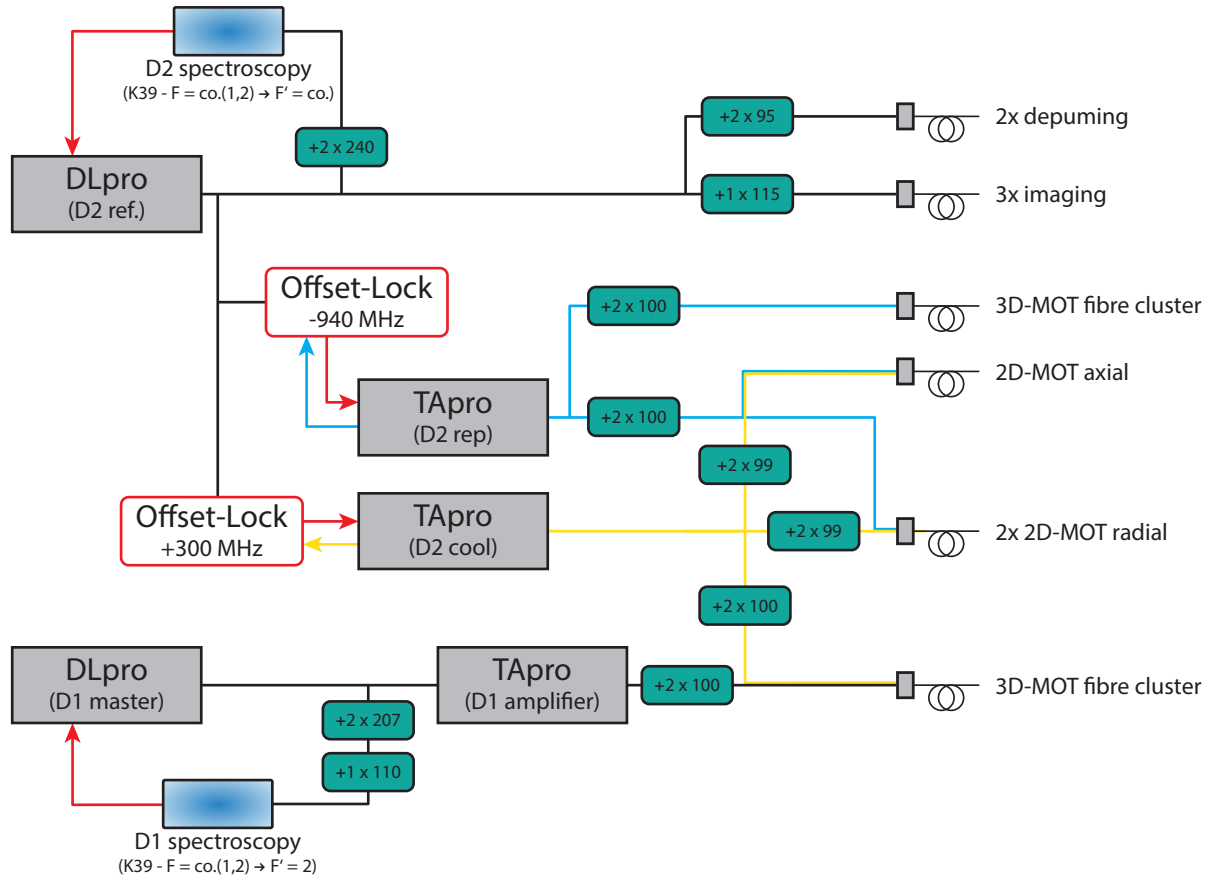 D2 spectroscopy
(K39 - F = co.(1,2) → F' = co.)
+2 x 240
DLpro
(D2 ref.)
+2 x 95
2x depuming
+1 x 115
3x imaging
Offset-Lock
-940 MHz
+2 x 100
3D-MOT fibre cluster
2D-MOT axial
TApro
(D2 rep)
+2 x 100
+2 x 99
Offset-Lock
+300 MHz
TApro
(D2 cool)
+2 x 99
2x 2D-MOT radial
+2 x 100
DLpro
(D1 master)
TApro
(D1 amplifier)
+2 x 100
3D-MOT fibre cluster
+2 x 207
+1 x 110
D1 spectroscopy
(K39 - F = co.(1,2) → F' = 2)